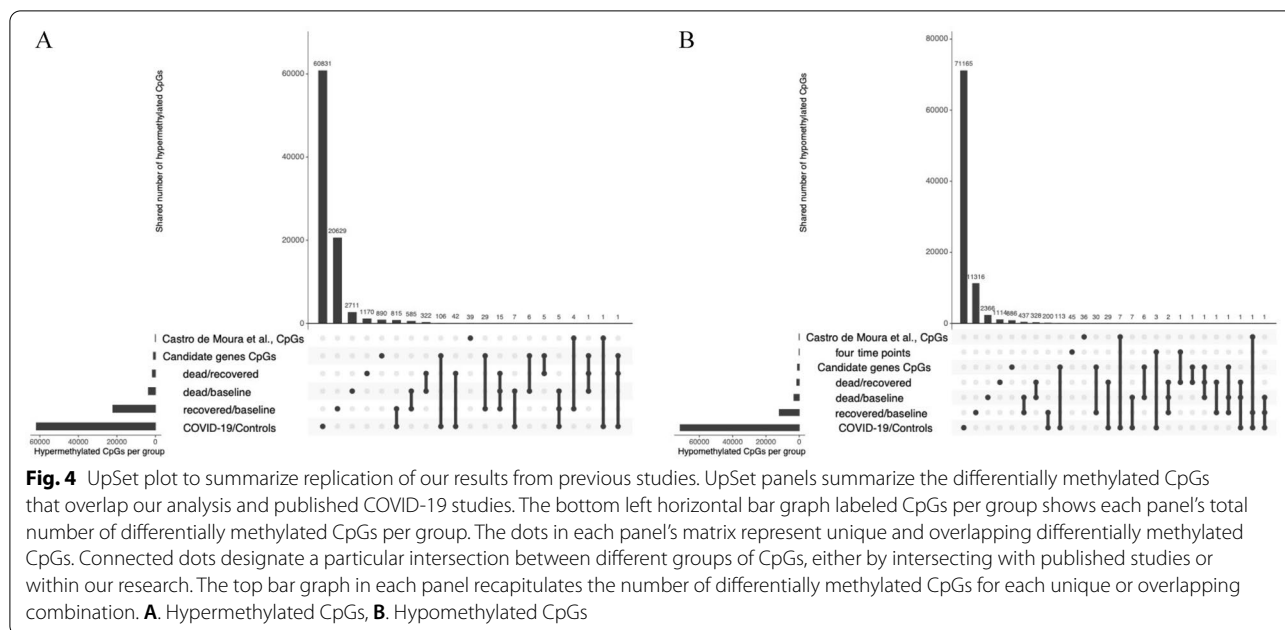 A
Shared number of hypermethylated CpGs
60000
40000
20000
0
60831
20629
2711
1170
890
815
585
322
106
42
39
29
15
7
6
5
5
4
1
1
1
Castro de Moura et al., CpGs
Candidate genes CpGs
dead/recovered
dead/baseline
recovered/baseline
COVID-19/Controls
60000 40000 20000 0
Hypermethylated CpGs per group
B
Shared number of hypomethylated CpGs
80000
60000
40000
20000
0
71165
11316
2366
1114
886
437
328
200
113
45
36
30
29
7
7
6
3
2
1
1
1
1
1
1
1
Castro de Moura et al., CpGs
four time points
Candidate genes CpGs
dead/recovered
dead/baseline
recovered/baseline
COVID-19/Controls
60000 40000 20000 0
Hypomethylated CpGs per group
Fig. 4 UpSet plot to summarize replication of our results from previous studies. UpSet panels summarize the differentially methylated CpGs
that overlap our analysis and published COVID-19 studies. The bottom left horizontal bar graph labeled CpGs per group shows each panel's total
number of differentially methylated CpGs per group. The dots in each panel's matrix represent unique and overlapping differentially methylated
CpGs. Connected dots designate a particular intersection between different groups of CpGs, either by intersecting with published studies or
within our research. The top bar graph in each panel recapitulates the number of differentially methylated CpGs for each unique or overlapping
combination. A. Hypermethylated CpGs, B. Hypomethylated CpGs